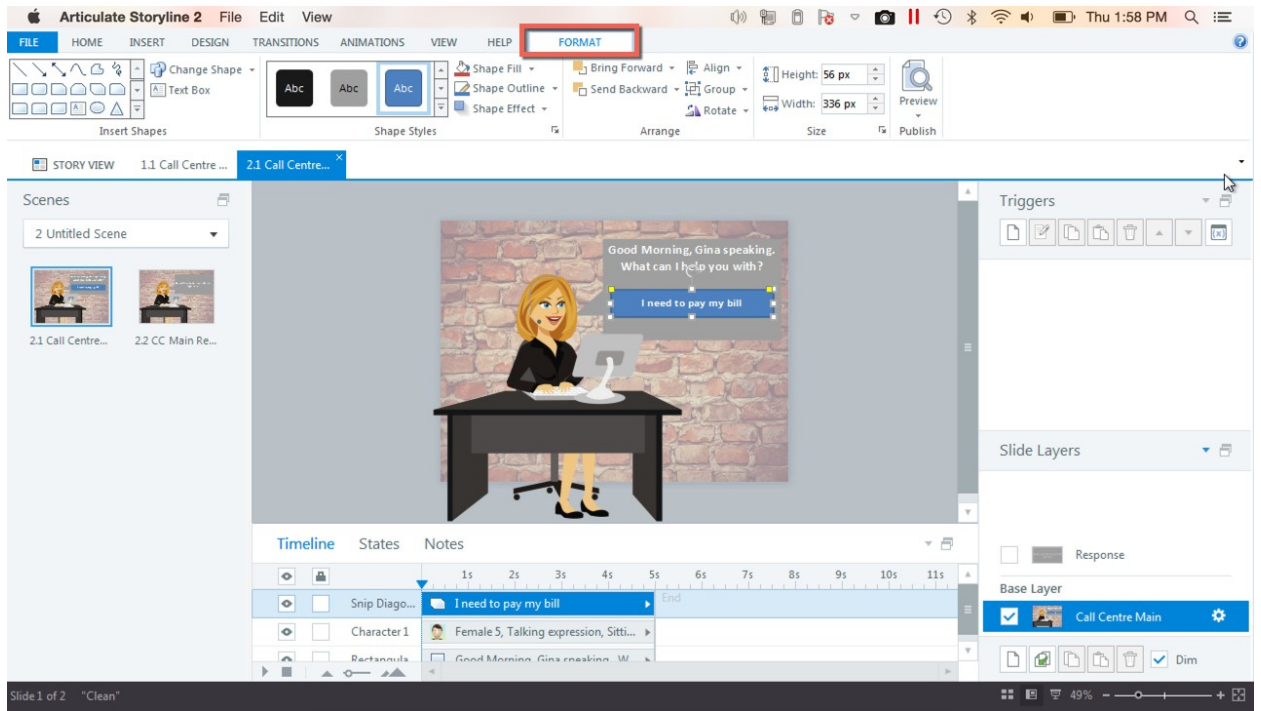 Articulate Storyline 2 File Edit View
Thu 1:58 PM
FILE HOME INSERT DESIGN TRANSITIONS ANIMATIONS VIEW HELP FORMAT
Change Shape
Text Box
Insert Shapes
Abc Abc Abc
Shape Fill
Shape Outline
Shape Effect
Shape Styles
Bring Forward
Send Backward
Align
Group
Rotate
Arrange
Height: 56 px
Width: 336 px
Size
Preview
Publish
STORY VIEW 1.1 Call Centre ... 2.1 Call Centre...
Scenes
2 Untitled Scene
2.1 Call Centre... 2.2 CC Main Re...
Good Morning, Gina speaking.
What can I help you with?
I need to pay my bill
Triggers
Slide Layers
Response
Base Layer
Call Centre Main
Dim
Timeline States Notes
1s 2s 3s 4s 5s 6s 7s 8s 9s 10s 11s
Snip Diago... I need to pay my bill End
Character 1 Female 5, Talking expression, Sitti...
Rectangula Good Morning, Gina speaking. W...
Slide 1 of 2 "Clean"
49%